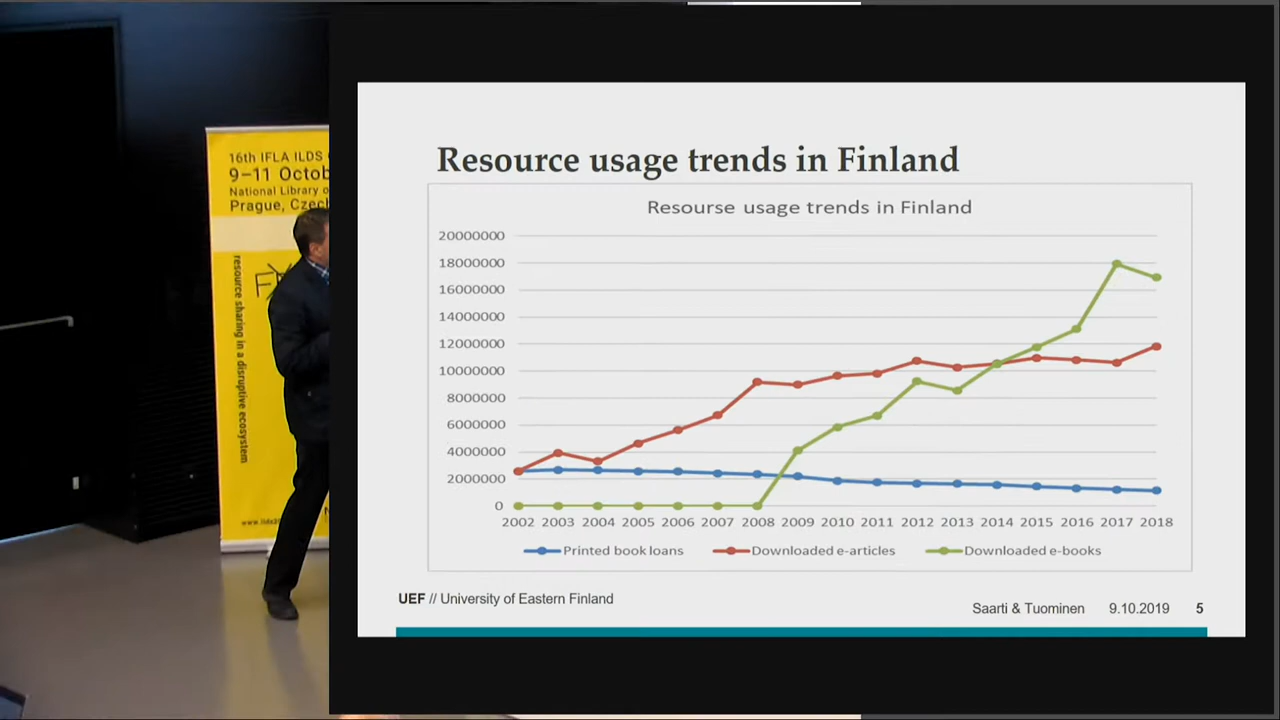 16th IFLA ILDS
9–11 Octob
National Library o
Prague, Czech
resource sharing in a disruptive ecosystem
Resource usage trends in Finland
Resourse usage trends in Finland
20000000
18000000
16000000
14000000
12000000
10000000
8000000
6000000
4000000
2000000
0
2002 2003 2004 2005 2006 2007 2008 2009 2010 2011 2012 2013 2014 2015 2016 2017 2018
Printed book loans Downloaded e-articles Downloaded e-books
UEF // University of Eastern Finland
Saarti & Tuominen 9.10.2019 5